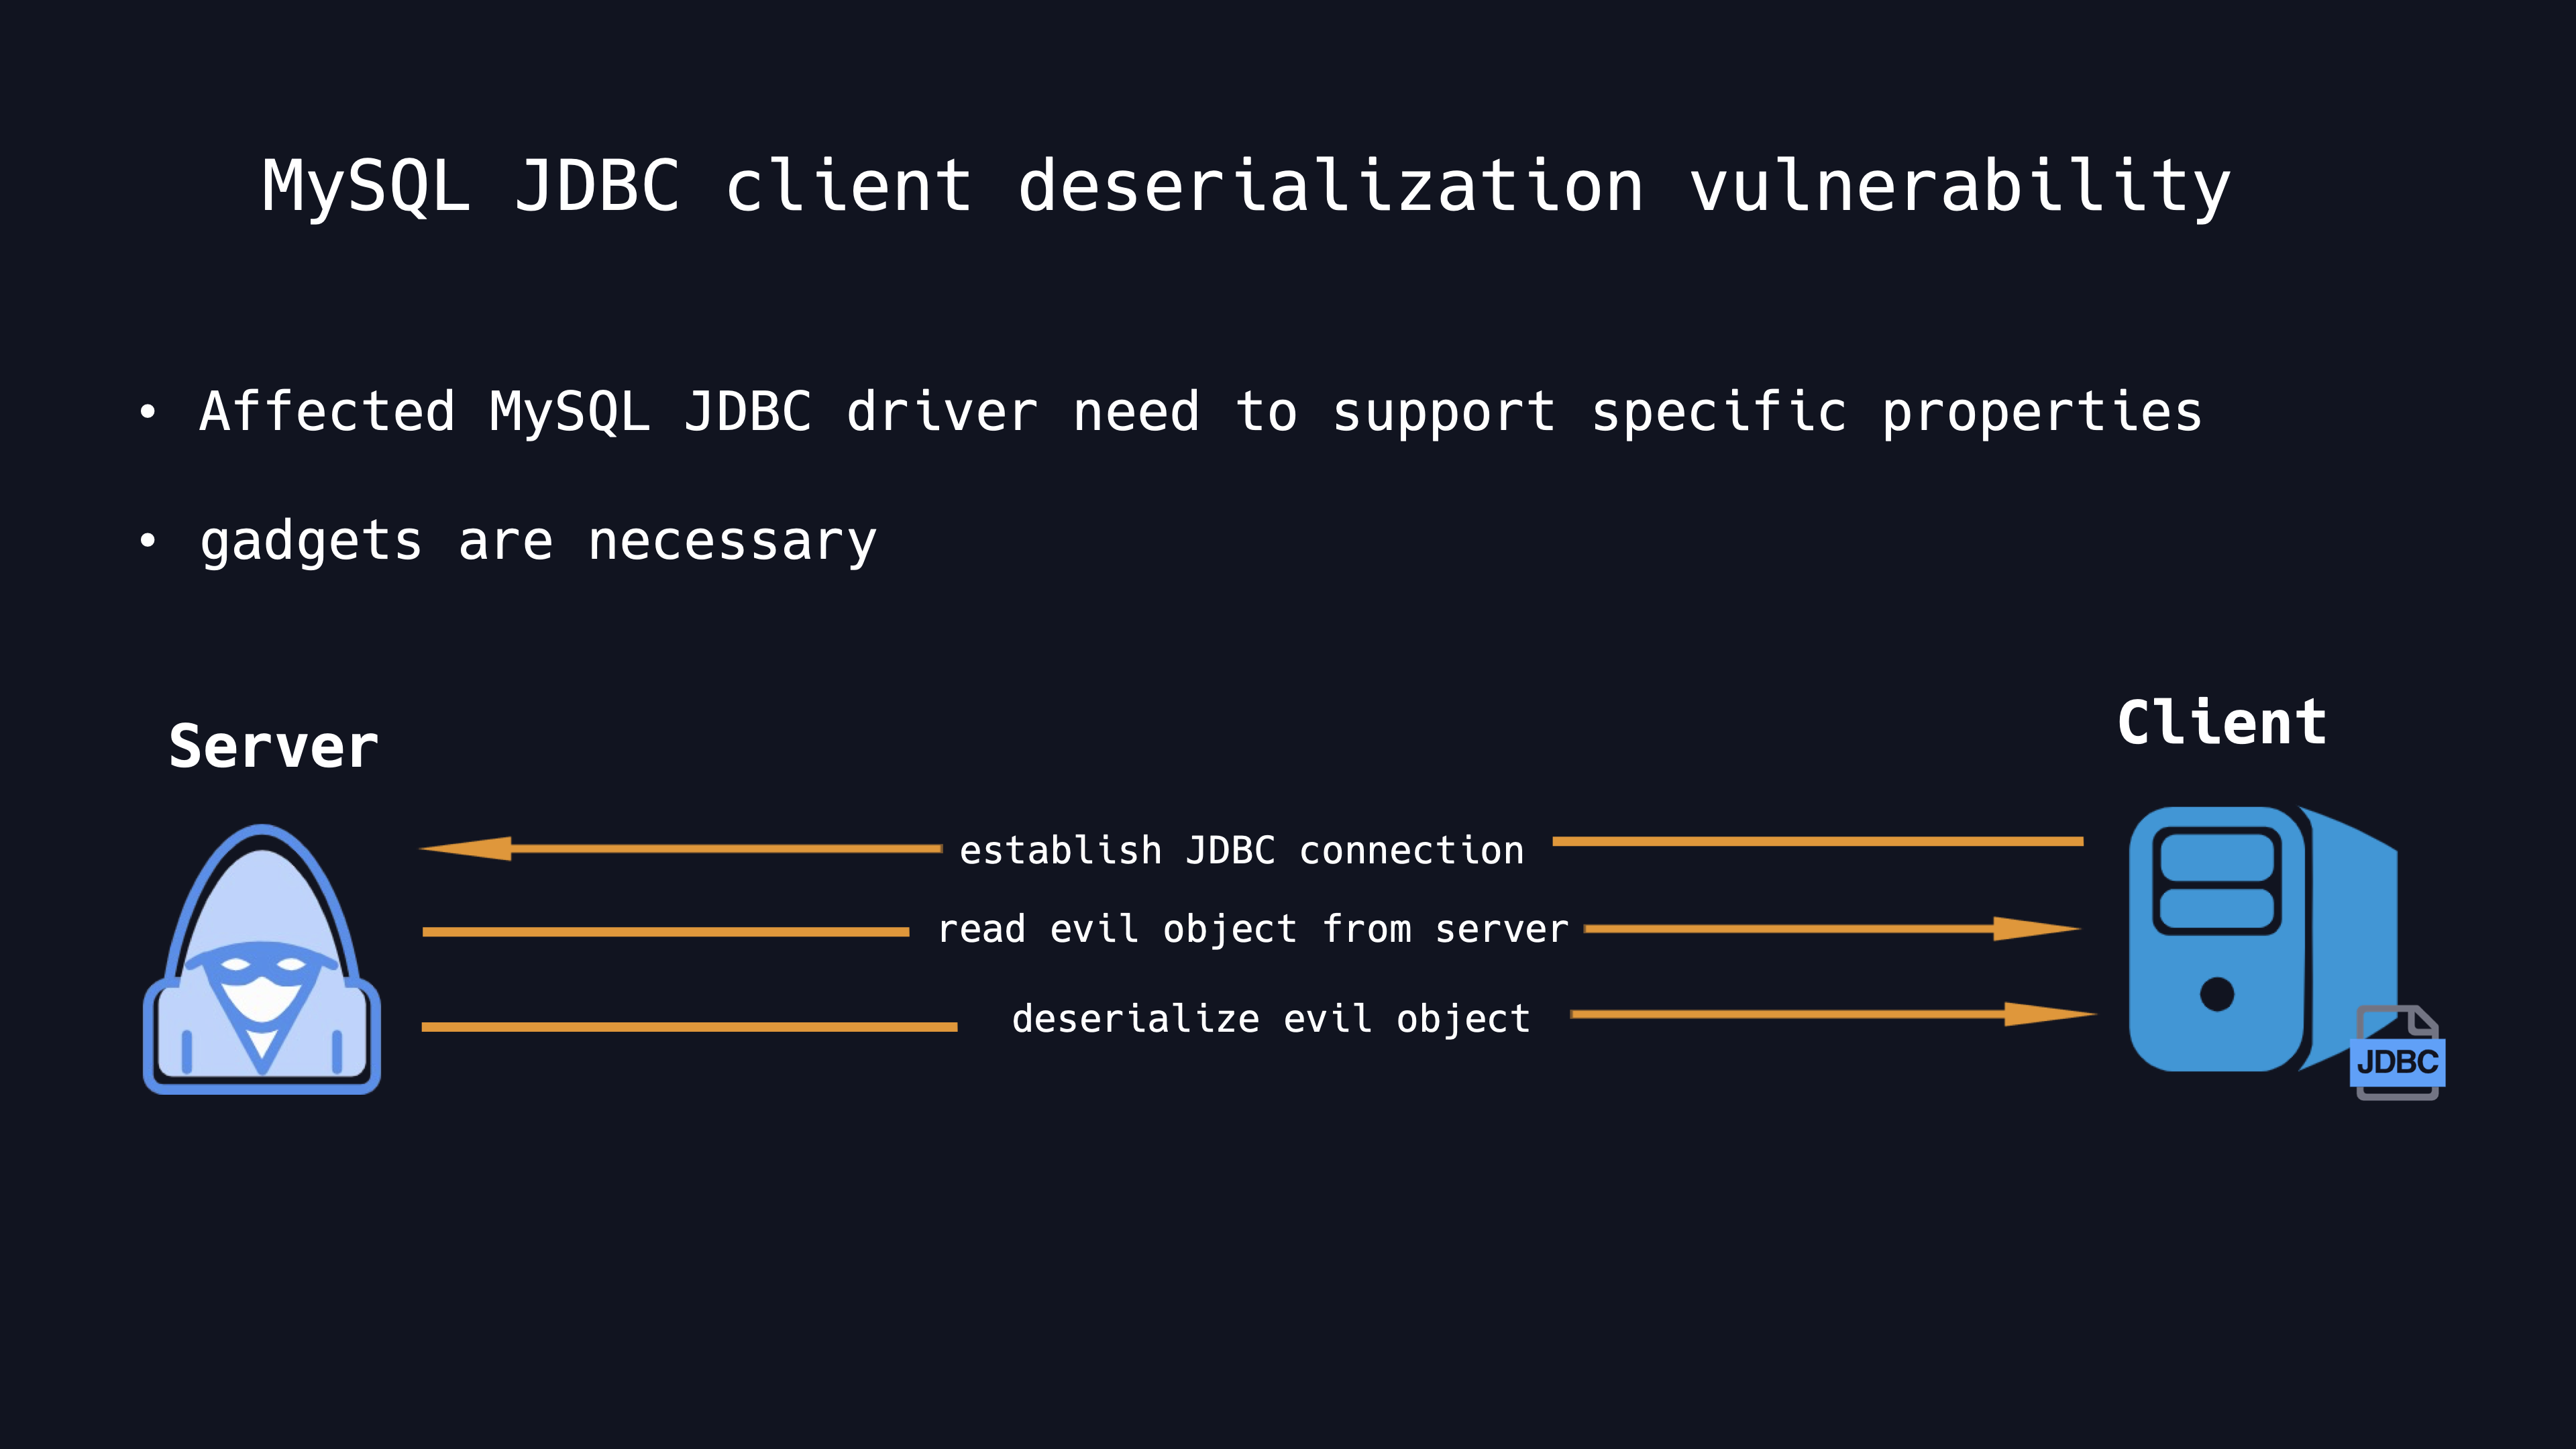 MySQL JDBC client deserialization vulnerability
• Affected MySQL JDBC driver need to support specific properties
• gadgets are necessary
Server
Client
establish JDBC connection
read evil object from server
deserialize evil object
JDBC